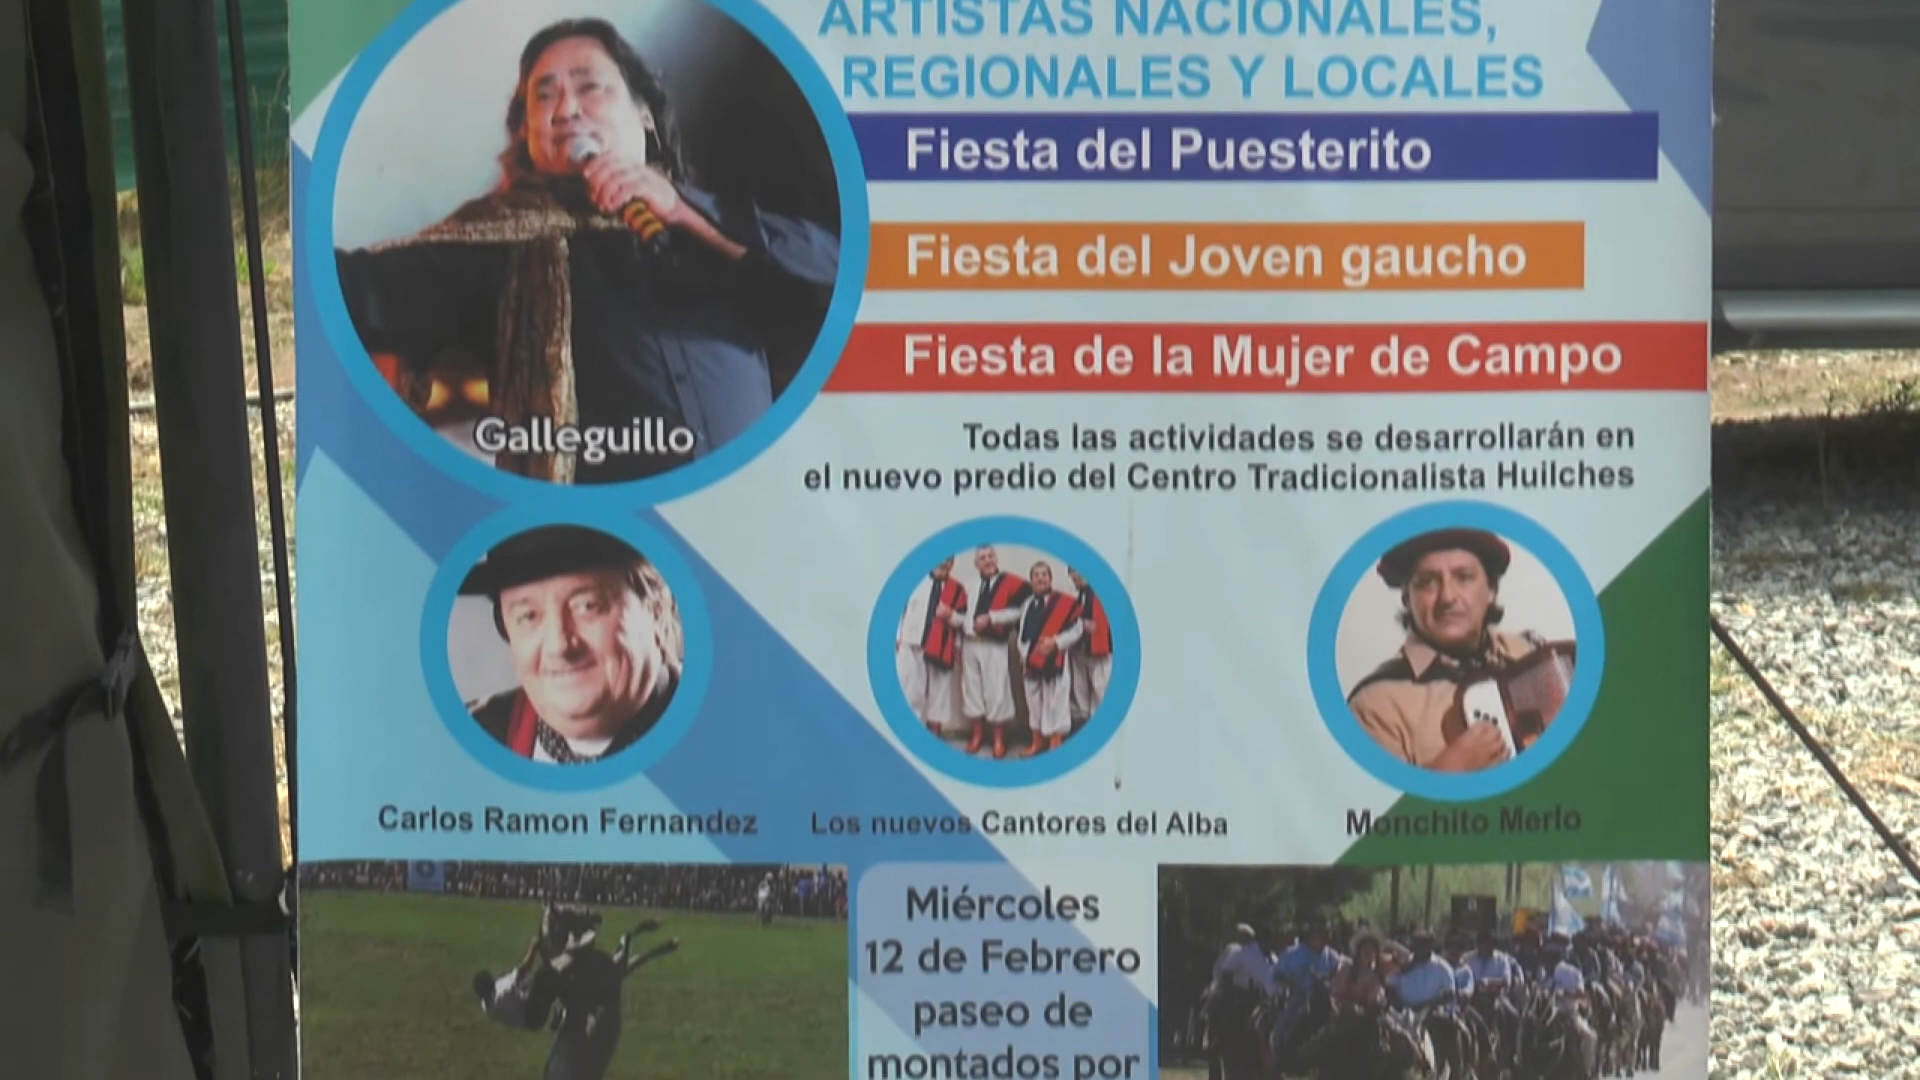 ARTISTAS NACIONALES,
REGIONALES Y LOCALES
Fiesta del Puesterito
Fiesta del Joven gaucho
Fiesta de la Mujer de Campo
Galleguillo
Todas las actividades se desarrollarán en
el nuevo predio del Centro Tradicionalista Huilches
Carlos Ramon Fernandez
Los nuevos Cantores del Alba
Monchito Merlo
Miércoles
12 de Febrero
paseo de
montados por